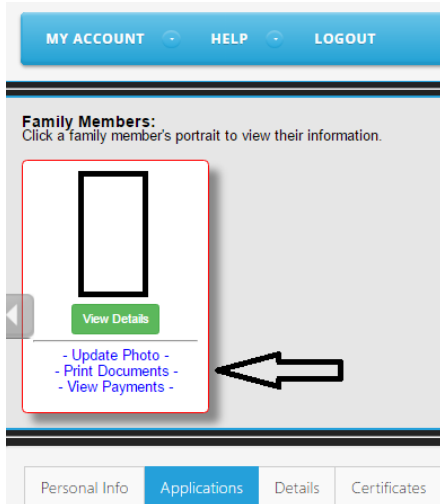 MY ACCOUNT - HELP - LOGOUT
Family Members:
Click a family member's portrait to view their information.
View Details
- Update Photo -
- Print Documents -
- View Payments -
Personal Info Applications Details Certificates